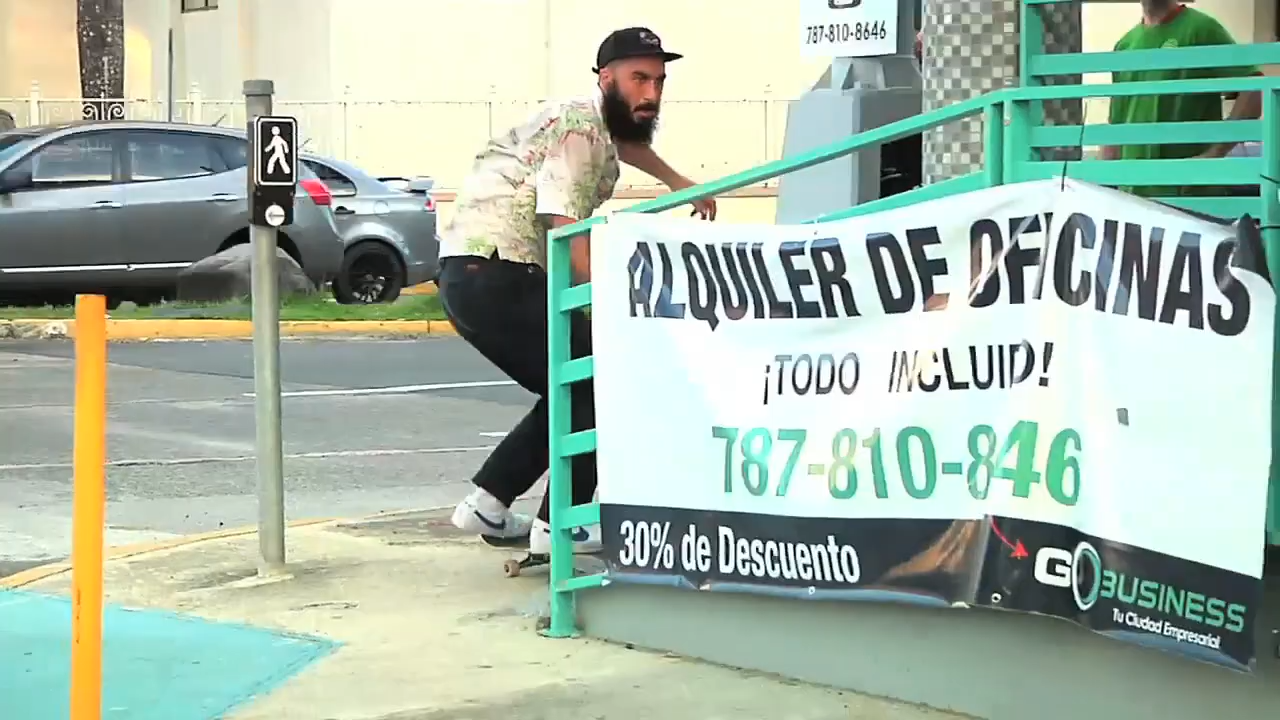 787-810-8646
ALQUILER DE OFICINAS
¡TODO INCLUID!
787-810-846
30% de Descuento
GO BUSINESS
Tu Ciudad Empresarial